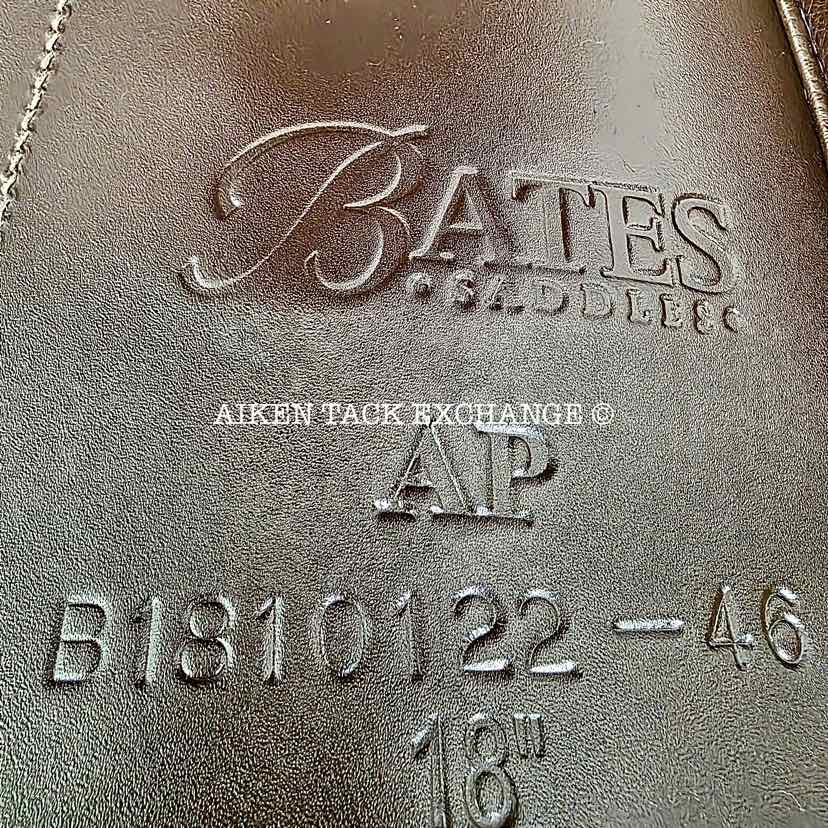 BATES
SADDLES
AIKEN TACK EXCHANGE ©
AP
B1810122-46
18"